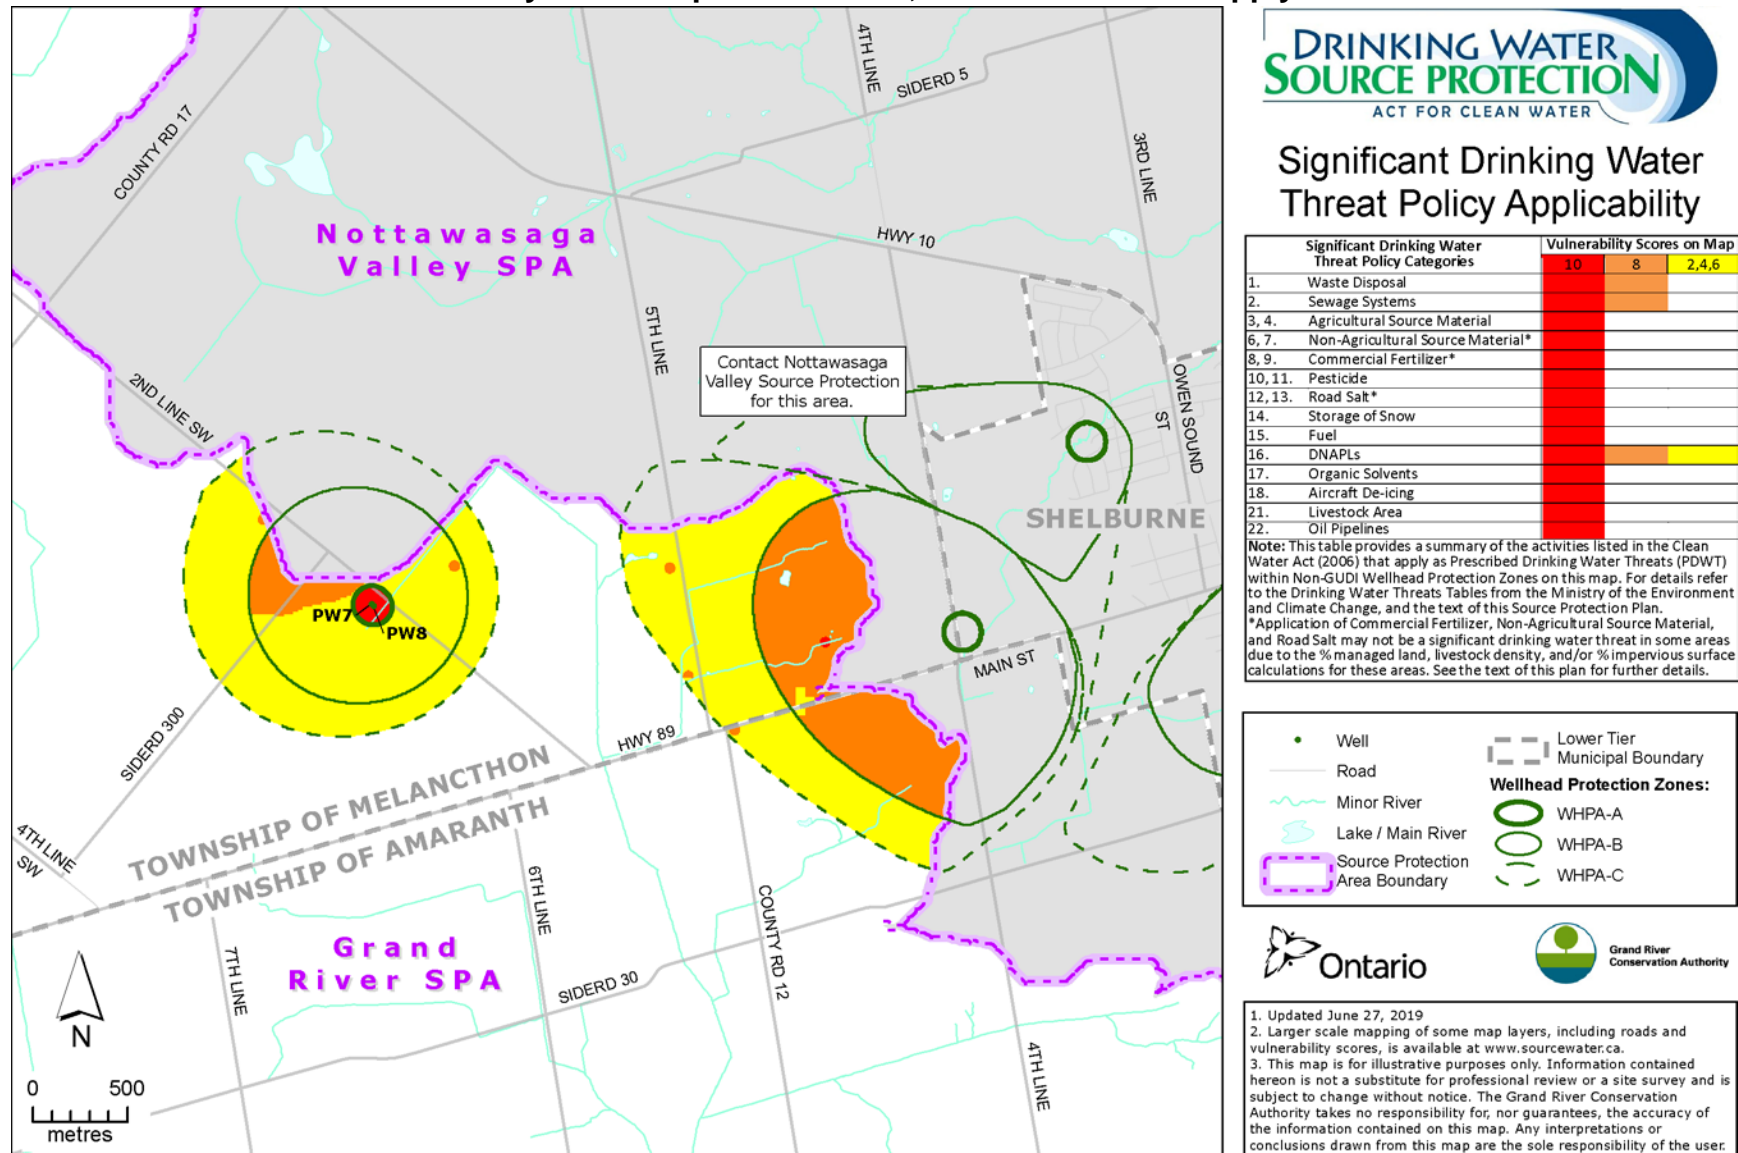 COUNTY RD 17
4TH LINE
SIDERD 5
3RD LINE
Nottawasaga
Valley SPA
HWY 10
5TH LINE
2ND LINE SW
Contact Nottawasaga
Valley Source Protection
for this area.
OWEN SOUND
ST
SHELBURNE
PW7
PW8
MAIN ST
SIDERD 300
HWY 89
TOWNSHIP OF MELANCTHON
TOWNSHIP OF AMARANTH
4TH LINE
SW
6TH LINE
COUNTY RD 12
7TH LINE
Grand
River SPA
SIDERD 30
4TH LINE
N
0 500
metres
DRINKING WATER
SOURCE PROTECTION
ACT FOR CLEAN WATER
Significant Drinking Water
Threat Policy Applicability
Significant Drinking Water
Threat Policy Categories
Vulnerability Scores on Map
10 8 2,4,6
1. Waste Disposal
2. Sewage Systems
3, 4. Agricultural Source Material
6, 7. Non-Agricultural Source Material*
8, 9. Commercial Fertilizer*
10, 11. Pesticide
12, 13. Road Salt*
14. Storage of Snow
15. Fuel
16. DNAPLs
17. Organic Solvents
18. Aircraft De-icing
21. Livestock Area
22. Oil Pipelines
Note: This table provides a summary of the activities listed in the Clean
Water Act (2006) that apply as Prescribed Drinking Water Threats (PDWT)
within Non-GUDI Wellhead Protection Zones on this map. For details refer
to the Drinking Water Threats Tables from the Ministry of the Environment
and Climate Change, and the text of this Source Protection Plan.
*Application of Commercial Fertilizer, Non-Agricultural Source Material,
and Road Salt may not be a significant drinking water threat in some areas
due to the % managed land, livestock density, and/or % impervious surface
calculations for these areas. See the text of this plan for further details.
Well
Road
Minor River
Lake / Main River
Source Protection
Area Boundary
Lower Tier
Municipal Boundary
Wellhead Protection Zones:
WHPA-A
WHPA-B
WHPA-C
Ontario
Grand River
Conservation Authority
1. Updated June 27, 2019
2. Larger scale mapping of some map layers, including roads and
vulnerability scores, is available at www.sourcewater.ca.
3. This map is for illustrative purposes only. Information contained
hereon is not a substitute for professional review or a site survey and is
subject to change without notice. The Grand River Conservation
Authority takes no responsibility for, nor guarantees, the accuracy of
the information contained on this map. Any interpretations or
conclusions drawn from this map are the sole responsibility of the user.